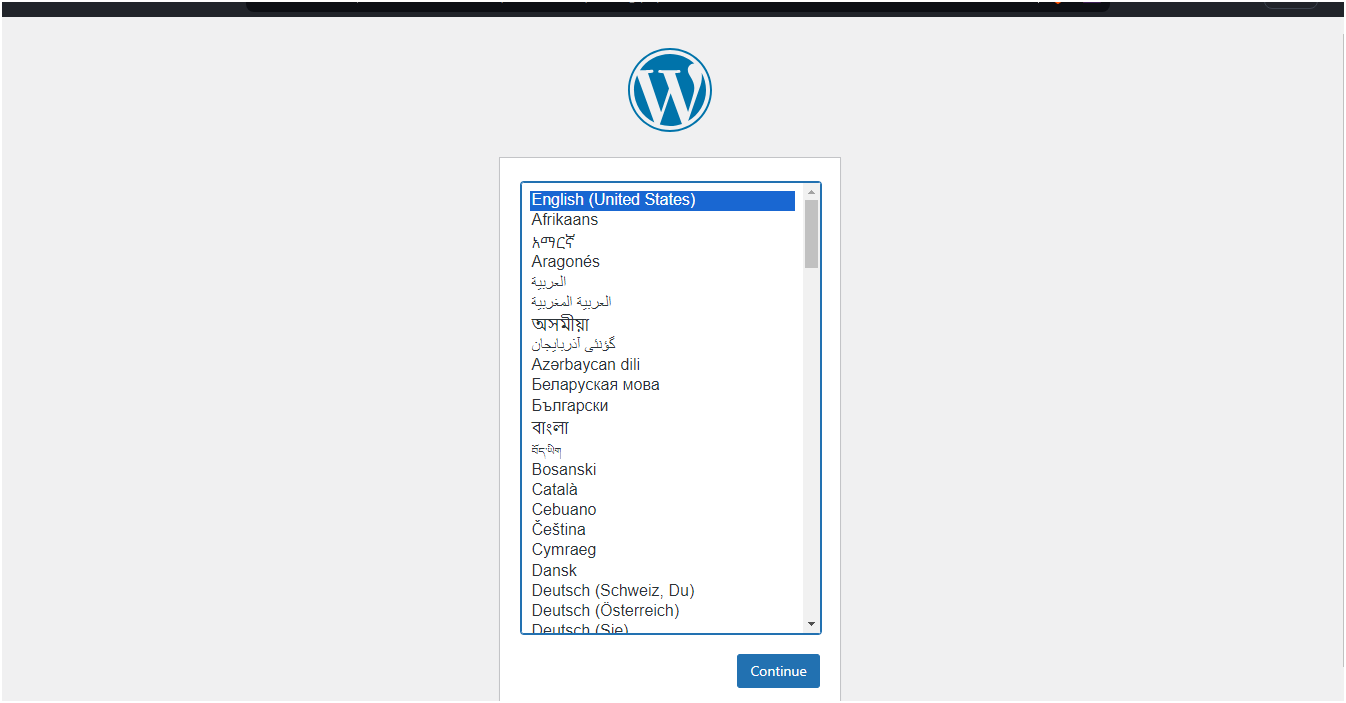 English (United States)
Afrikaans
አማርኛ
Aragonés
العربية
العربية المغربية
অসমীয়া
گؤنئی آذربایجان
Azərbaycan dili
Беларуская мова
Български
বাংলা
བོད་ཡིག
Bosanski
Català
Cebuano
Čeština
Cymraeg
Dansk
Deutsch (Schweiz, Du)
Deutsch (Österreich)
Deutsch (Sie)
Continue